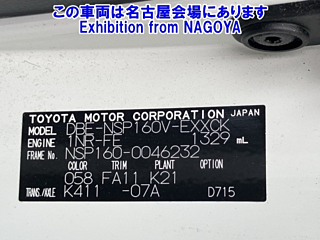 この車両は名古屋会場にあります
Exhibition from NAGOYA
TOYOTA MOTOR CORPORATION JAPAN
MODEL DBE-NSP160V-EXXCK
ENGINE 1NR-FE 1329 mL
FRAME NO. NSP160-0046232
COLOR TRIM PLANT OPTION
058 FA11 K21
TRANS./AXLE K411 -07A D715